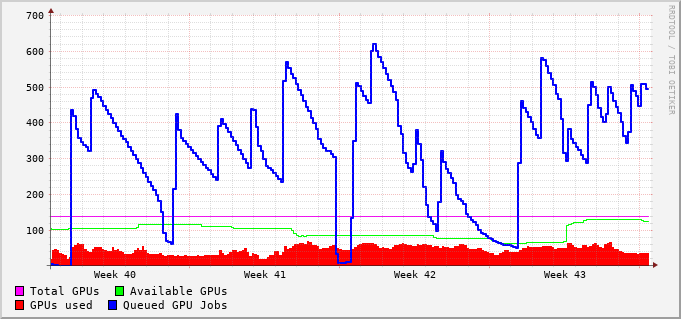 700
600
500
400
300
200
100
Week 40 Week 41 Week 42 Week 43
Total GPUs Available GPUs
GPUs used Queued GPU Jobs
RRDTOOL / TOBI OETIKER